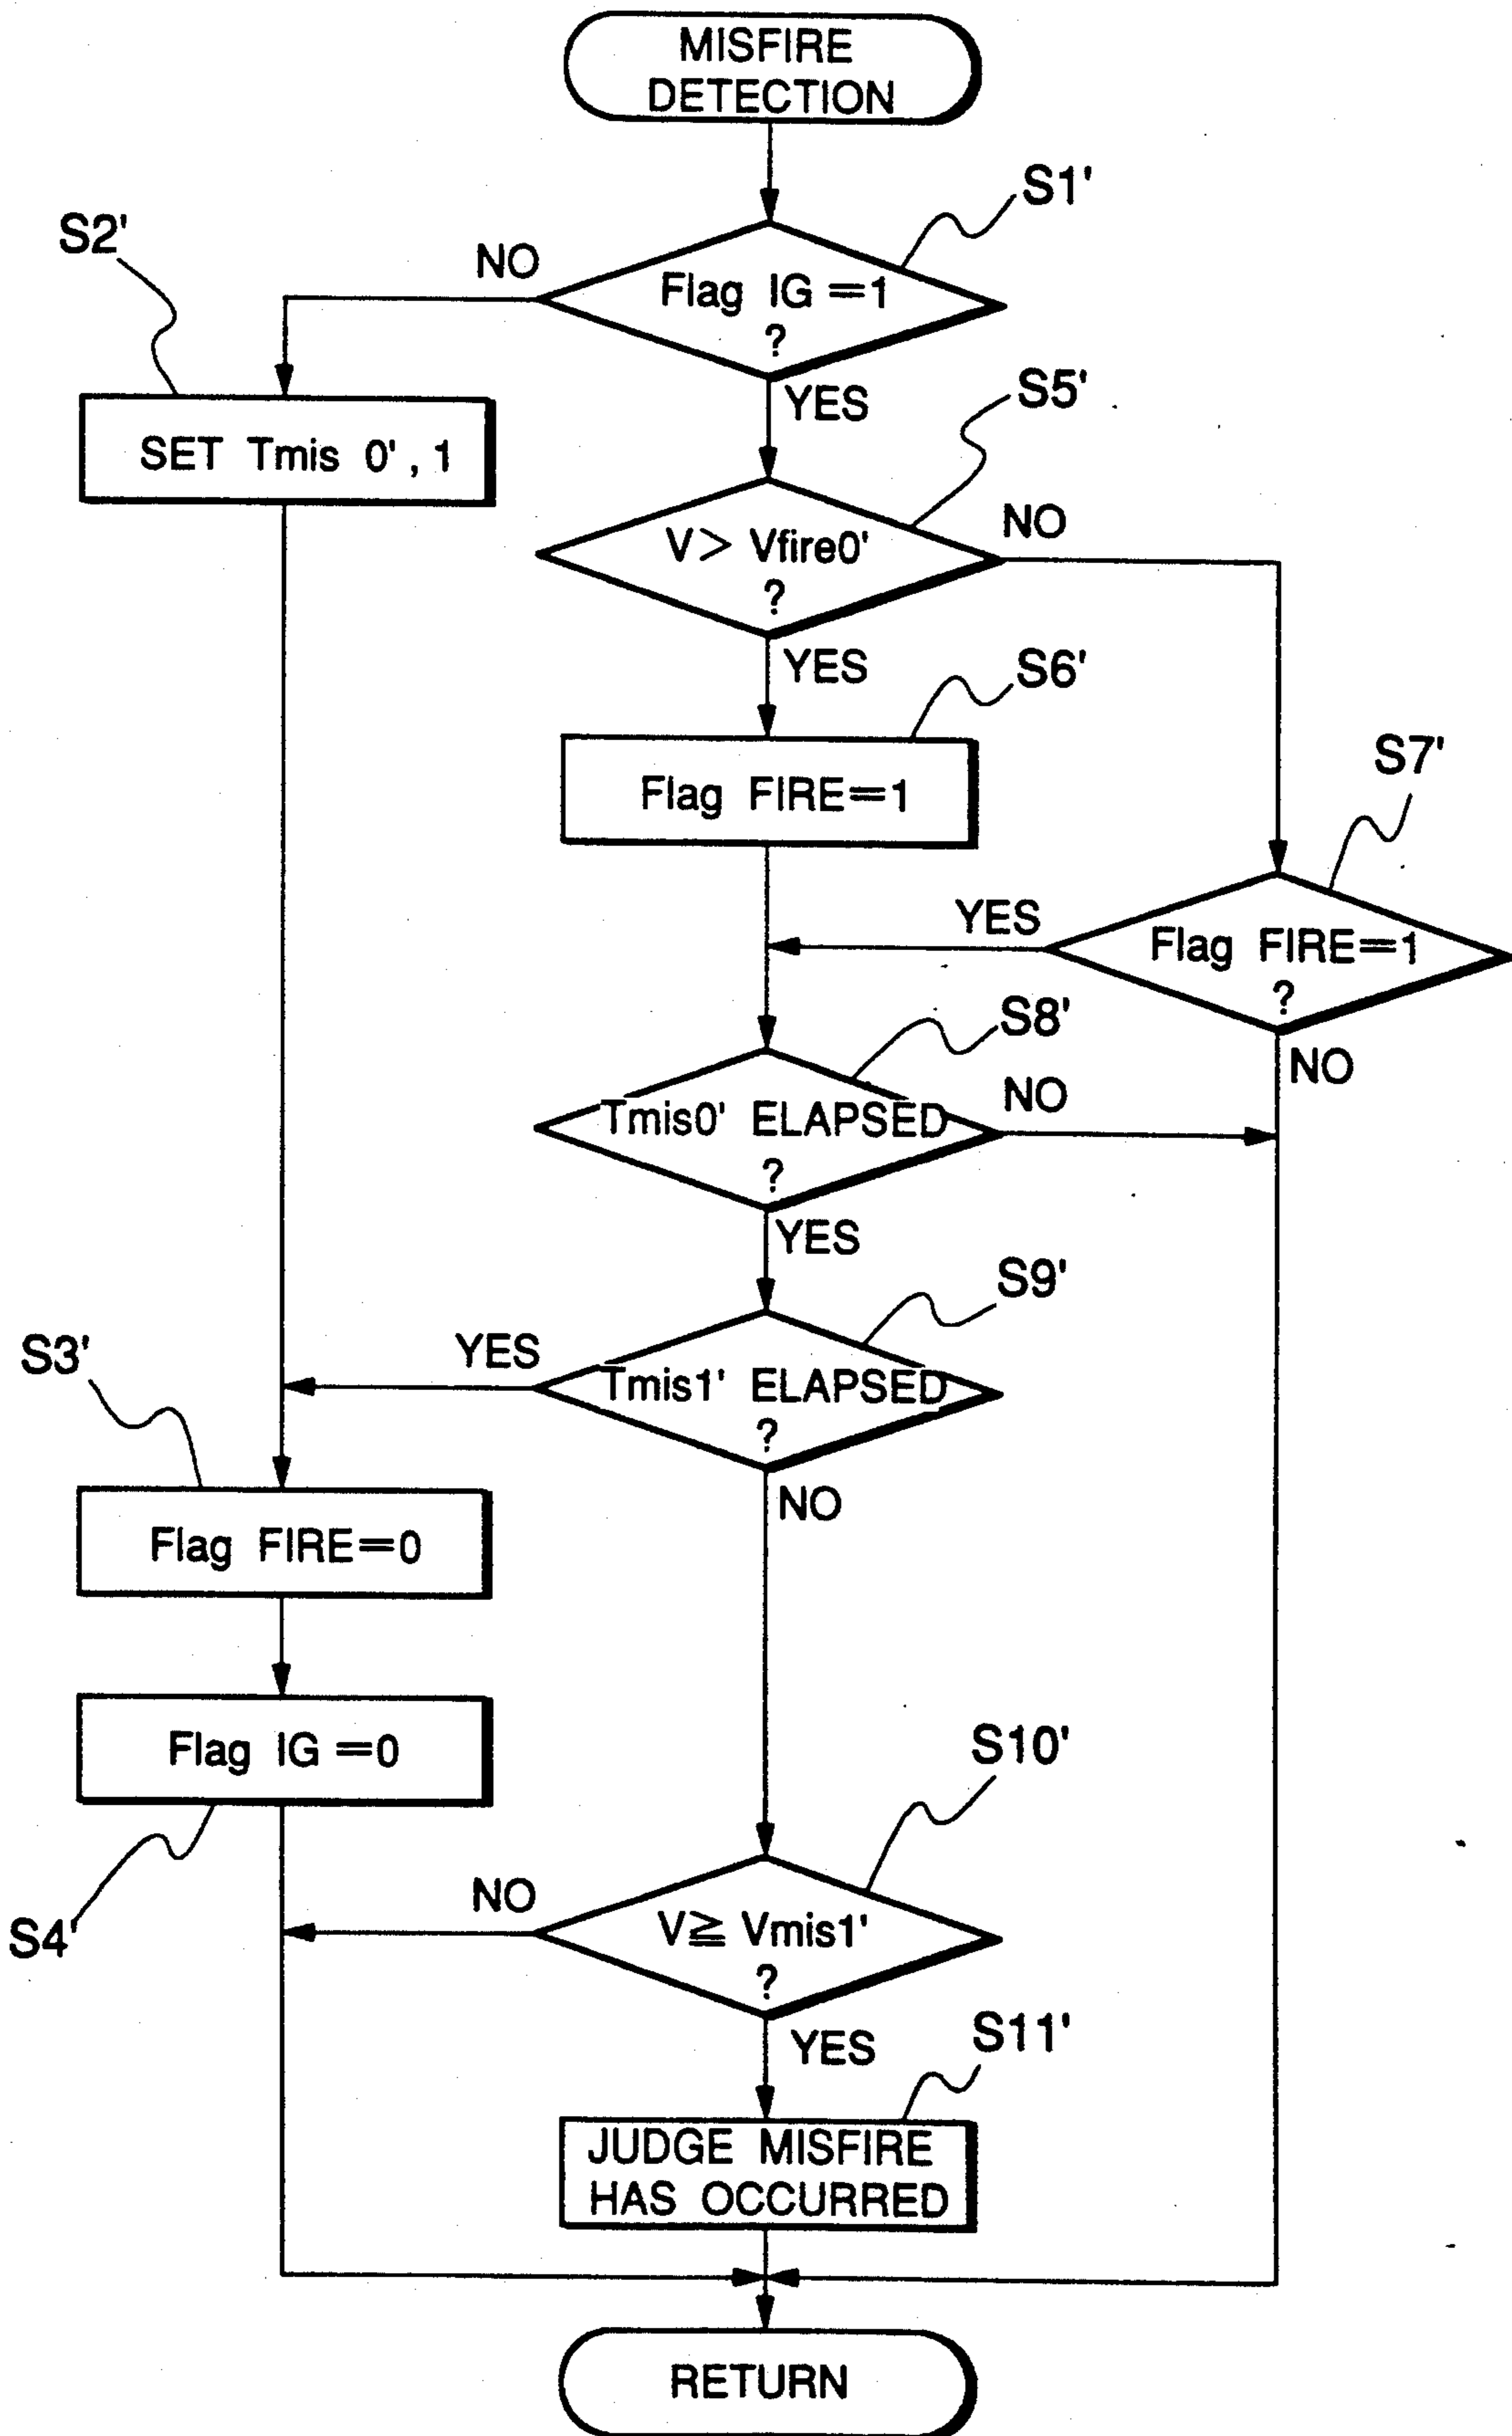 MISFIRE
DETECTION
S1'
S2'
NO
Flag IG=1
?
YES
S5'
SET Tmis 0', 1
V> Vfire0'
?
NO
YES
S6'
Flag FIRE=1
S7'
YES
Flag FIRE=1
?
NO
S8'
Tmis0' ELAPSED
?
NO
YES
S9'
S3'
YES
Tmis1' ELAPSED
?
NO
Flag FIRE=0
Flag IG=0
S10'
S4'
NO
V≧ Vmis1'
?
YES
S11'
JUDGE MISFIRE
HAS OCCURRED
RETURN